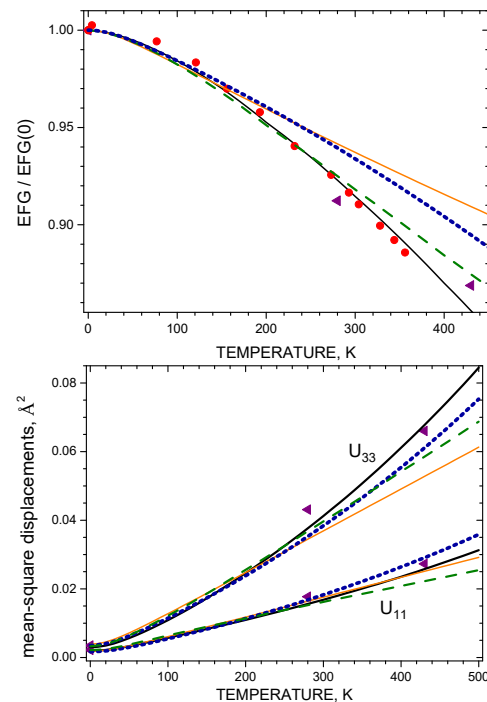 1.00
0.95
0.90
EFG / EFG(0)
0 100 200 300 400
TEMPERATURE, K
0.08
0.06
0.04
0.02
0.00
mean-square displacements, Å²
U₃₃
U₁₁
0 100 200 300 400 500
TEMPERATURE, K